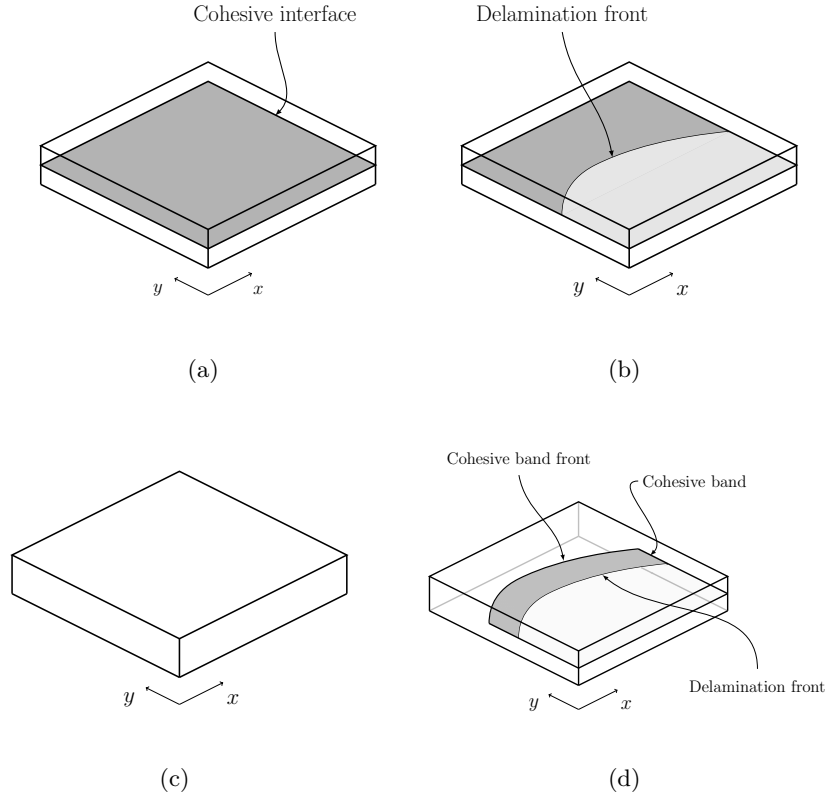 Cohesive interface
Delamination front
y
x
y
x
(a)
(b)
Cohesive band front
Cohesive band
y
x
Delamination front
y
x
(c)
(d)